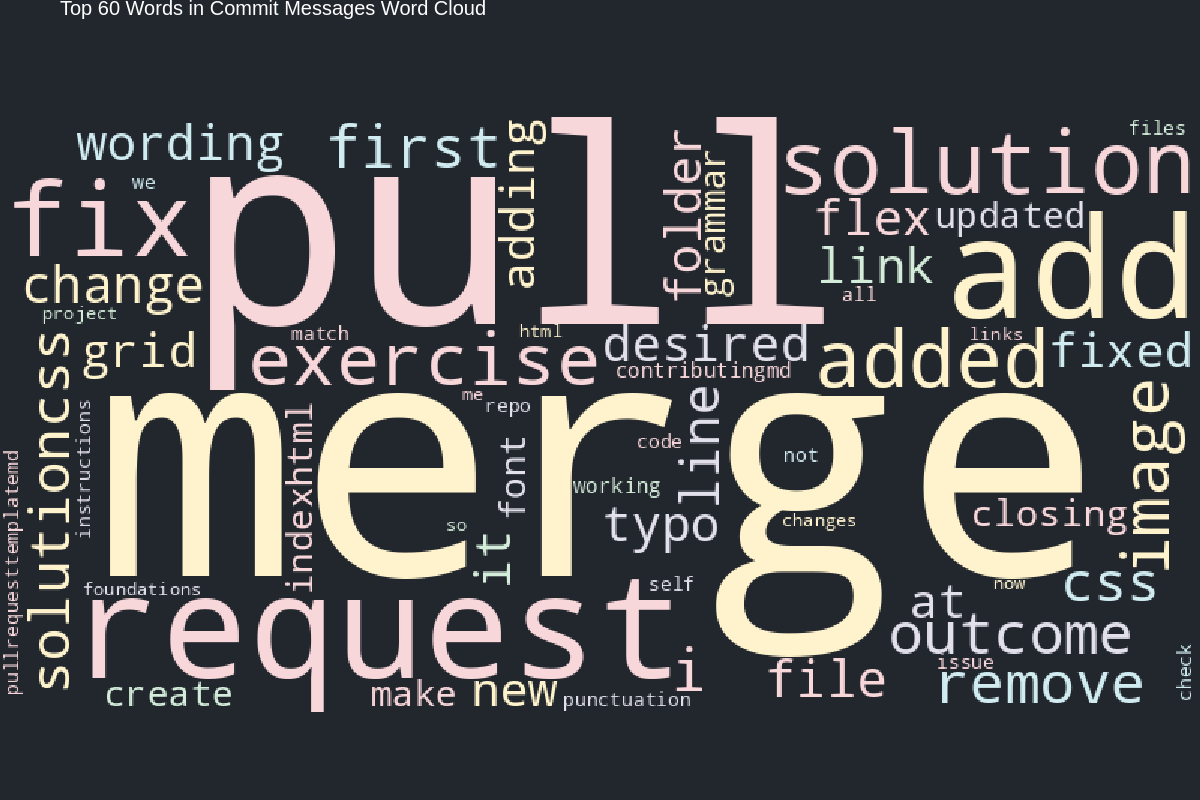 Top 60 Words in Commit Messages Word Cloud
wording
first
adding
pull
folder
grammar
solution
files
we
fix
flex
updated
add
change
link
all
project
match
html
desired
links
grid
exercise
contributingmd
added
fixed
solutioncss
instructions
merge
me
repo
indexhtml
font
code
line
not
image
working
pullrequesttemplatemd
so
it
typo
changes
closing
foundations
self
now
css
request
at
outcome
i
file
issue
remove
check
create
make
new
punctuation